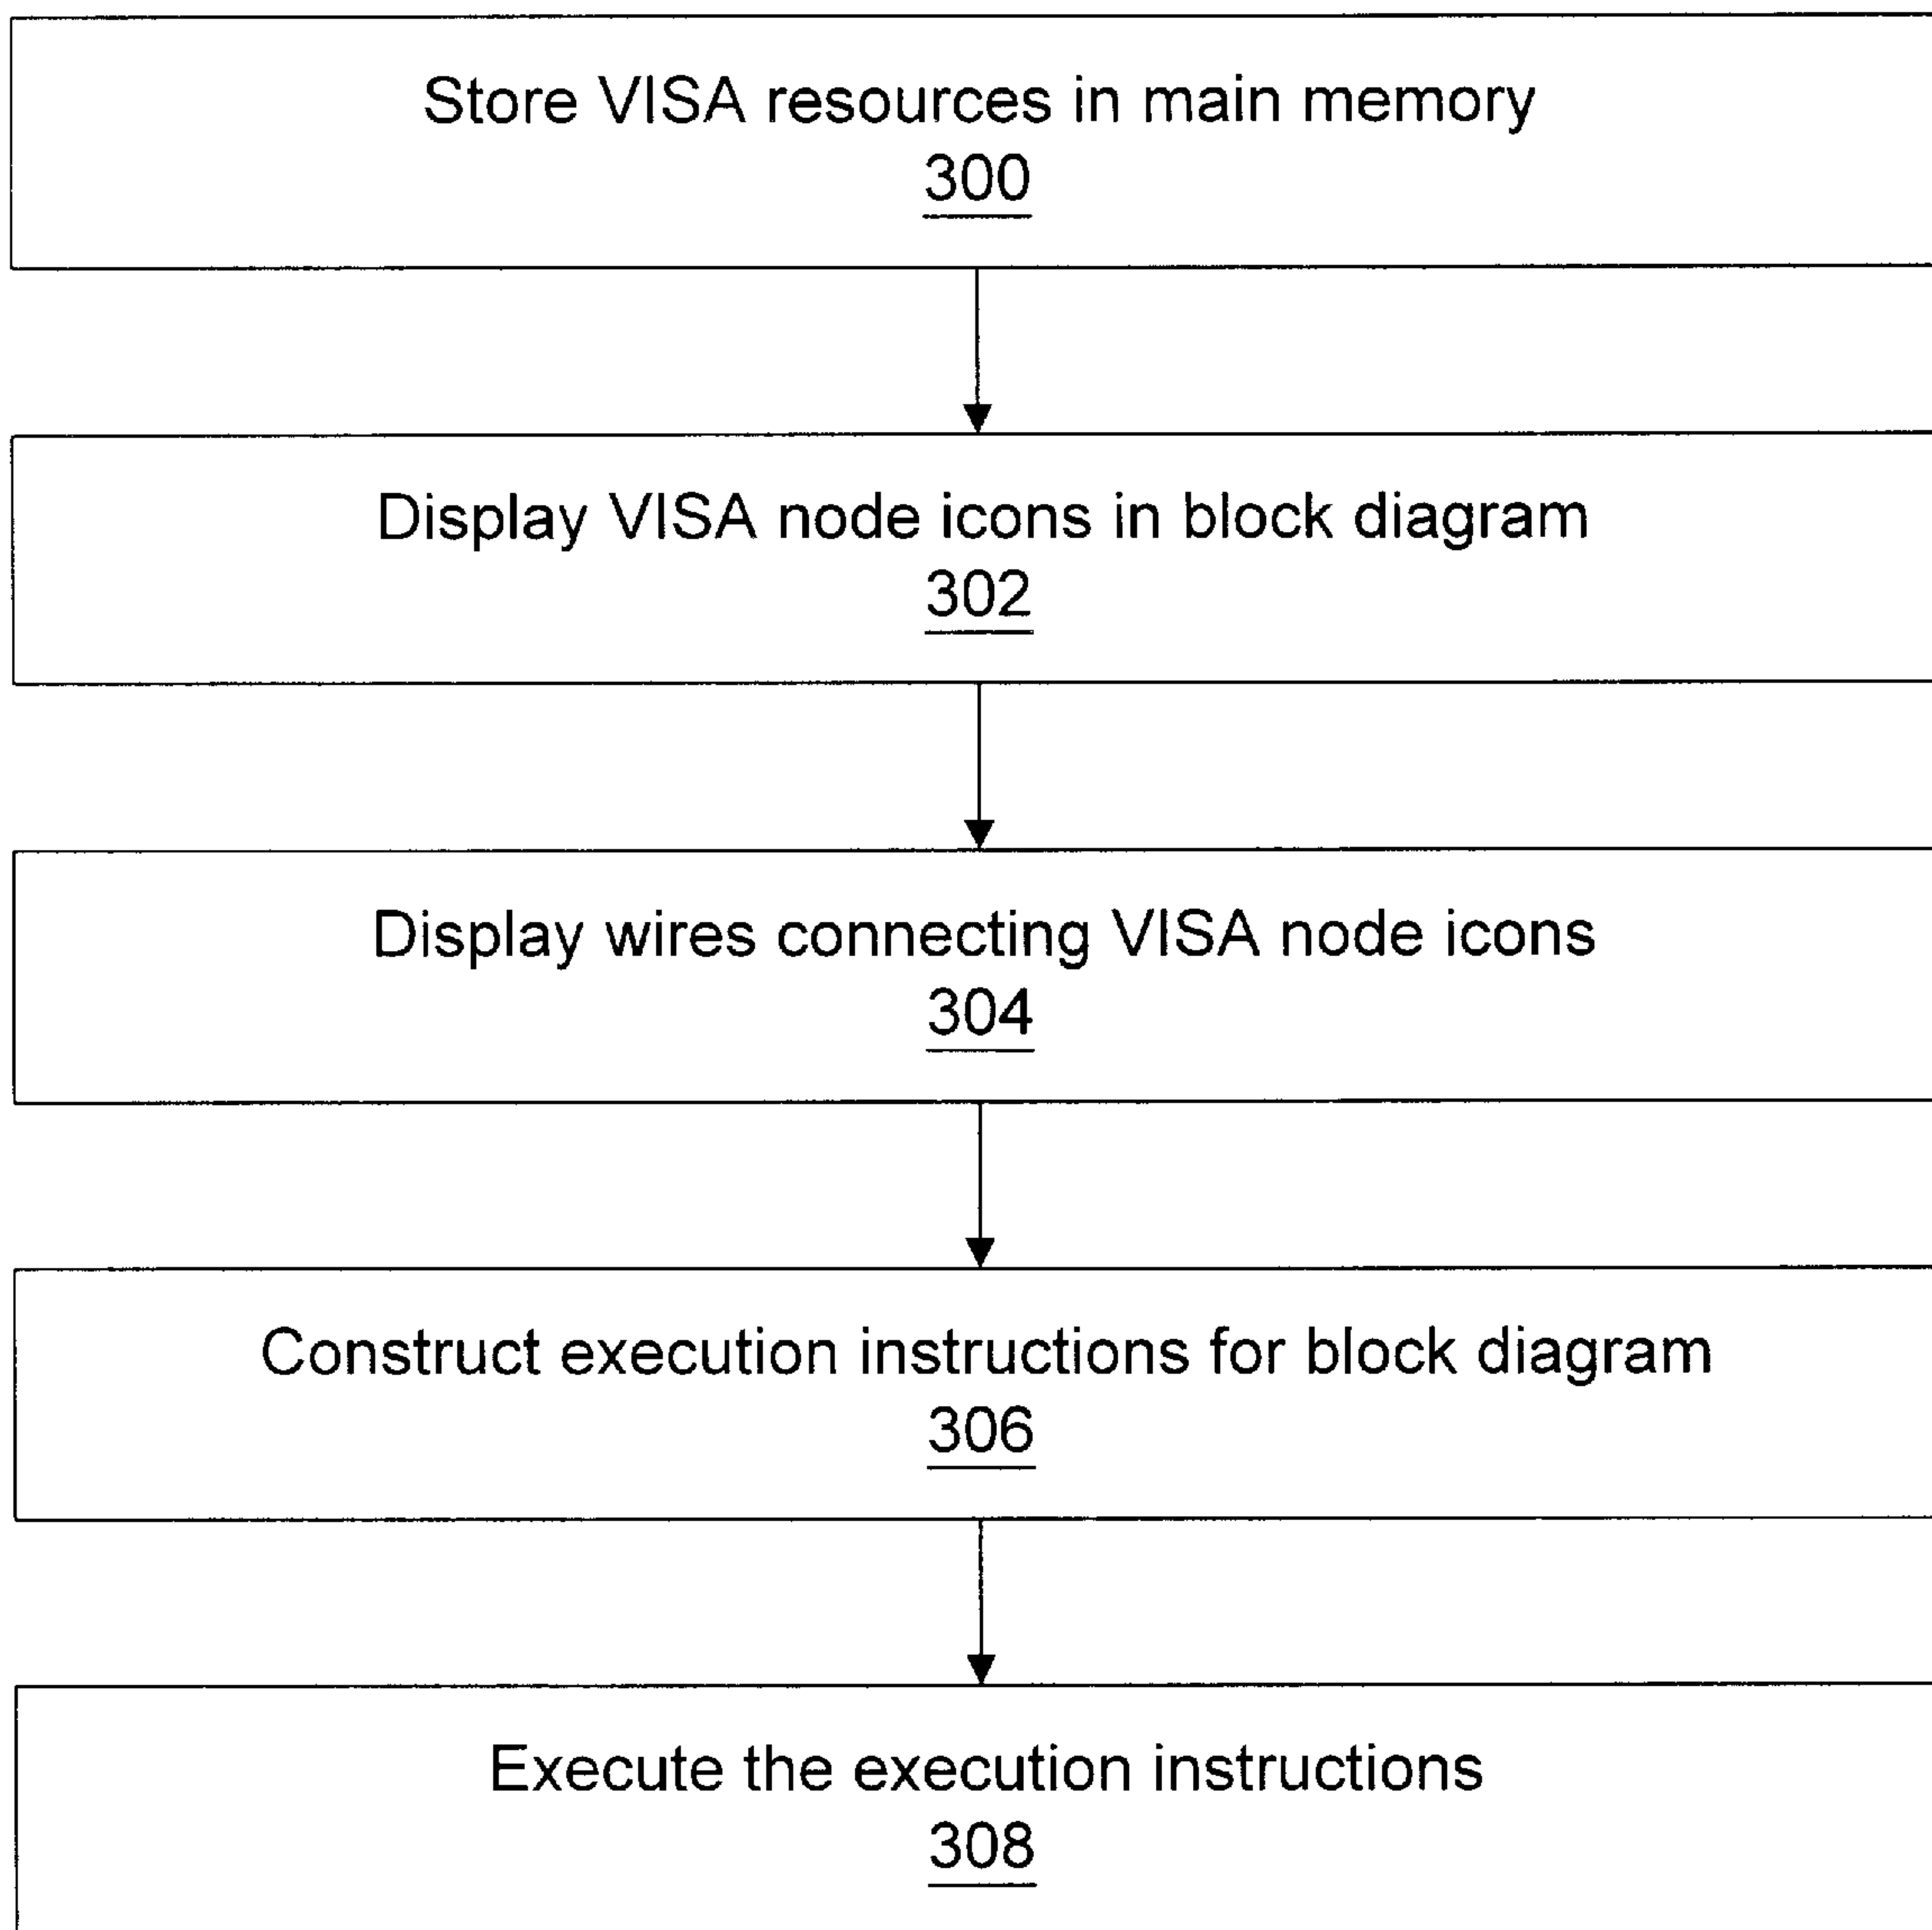 Store VISA resources in main memory
300
Display VISA node icons in block diagram
302
Display wires connecting VISA node icons
304
Construct execution instructions for block diagram
306
Execute the execution instructions
308